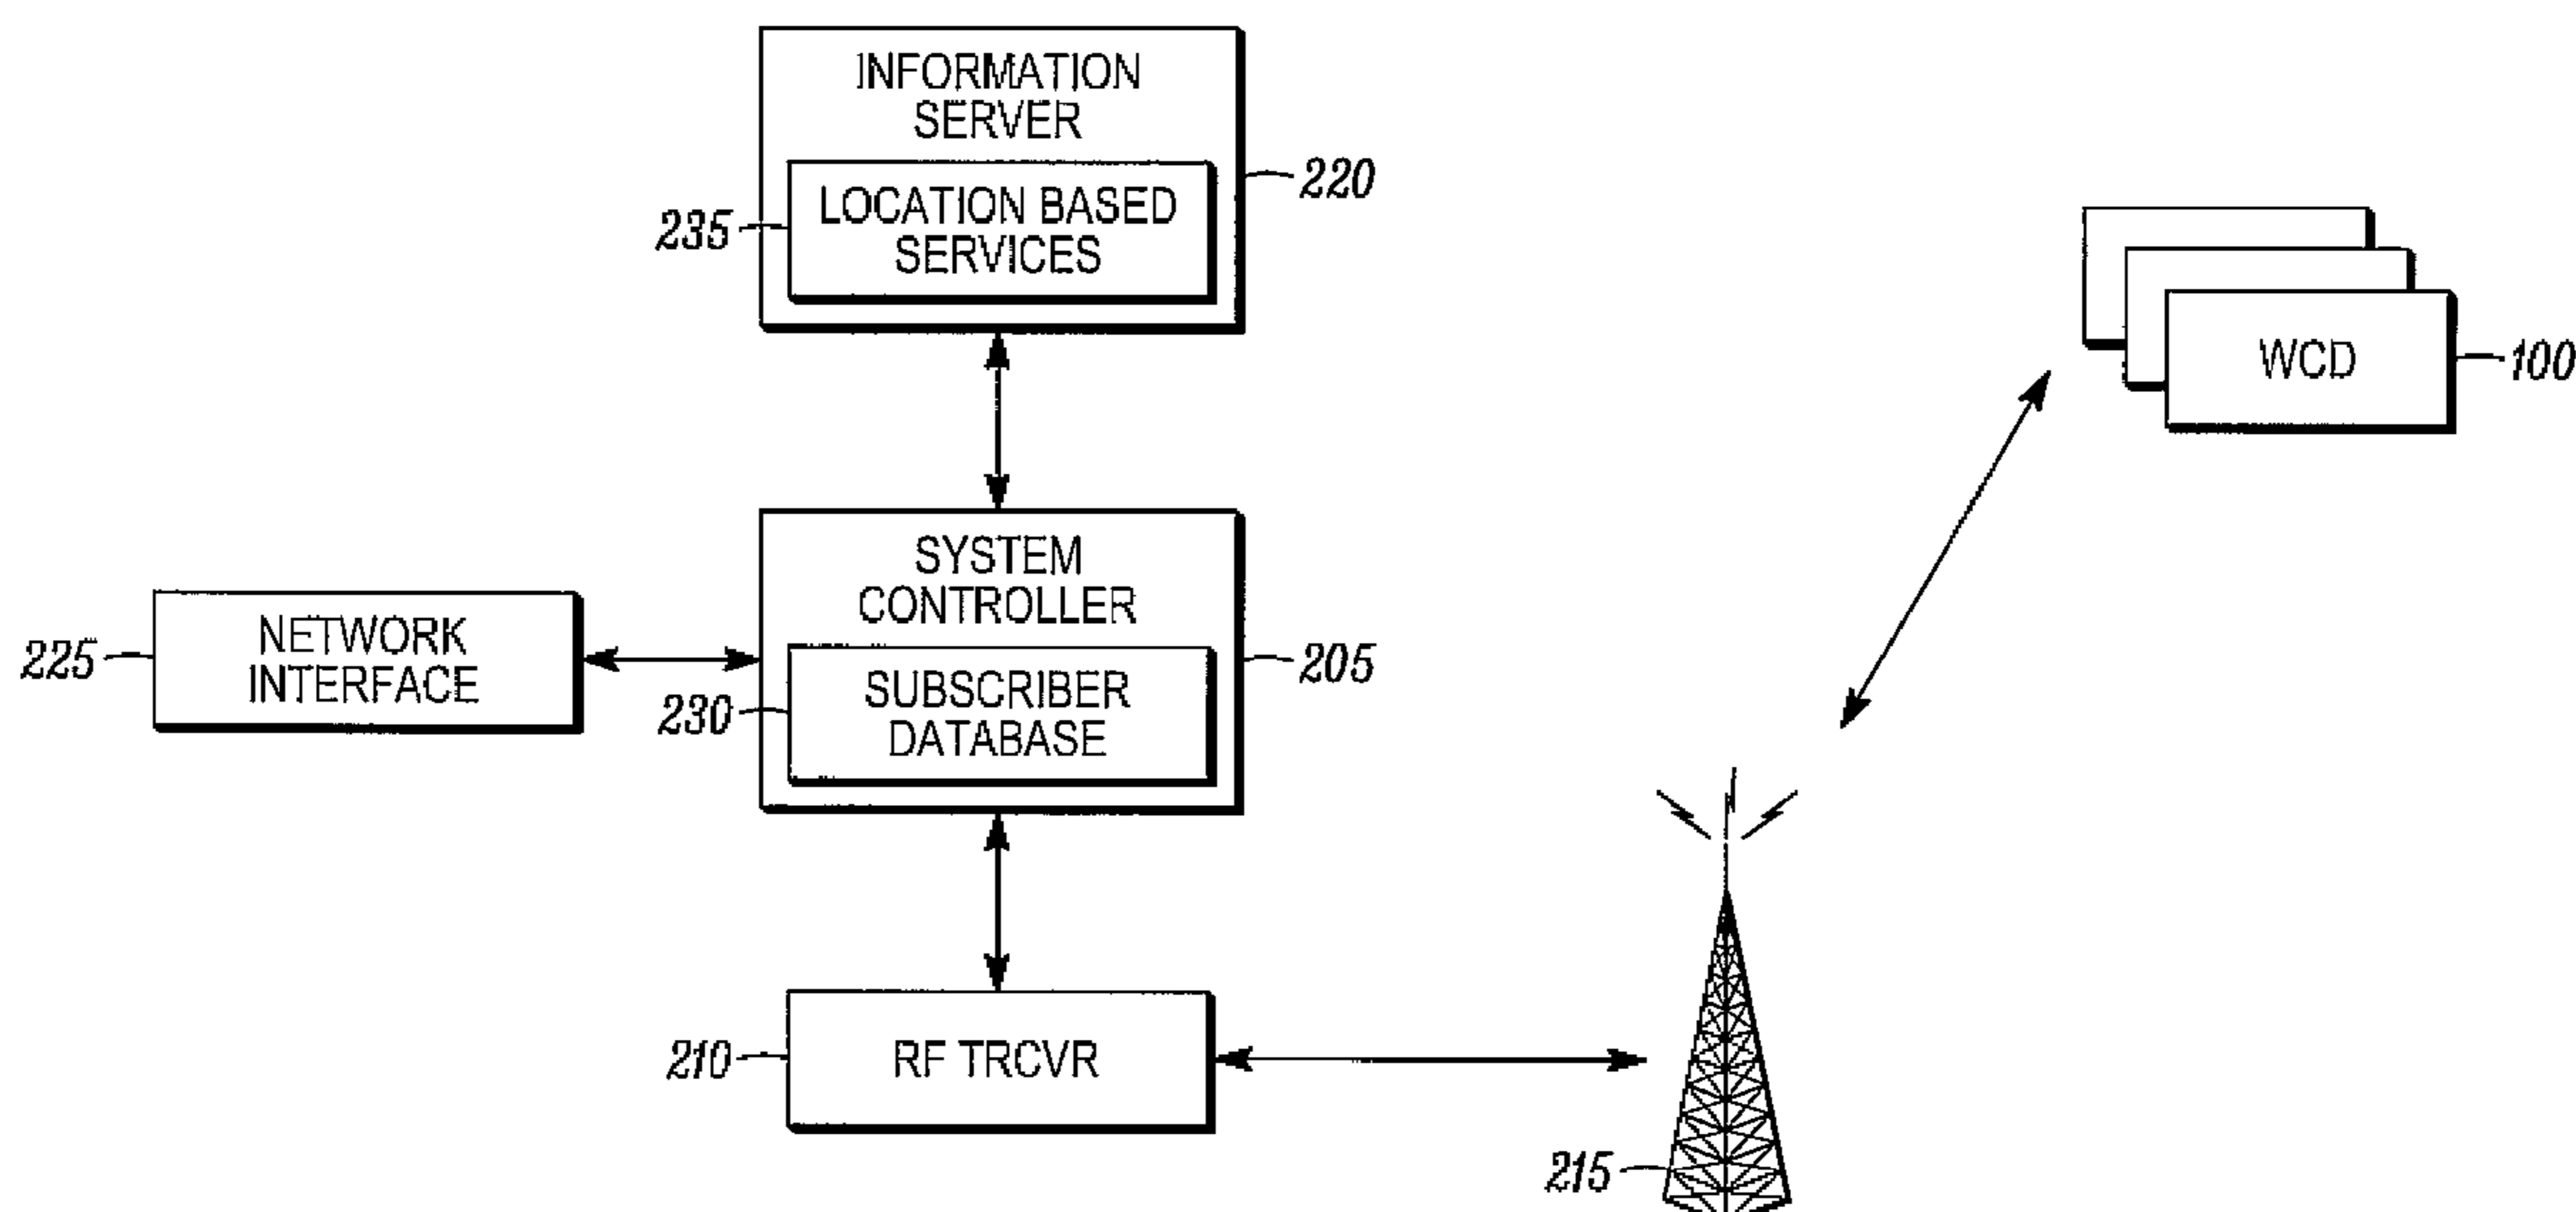 INFORMATION
SERVER
220
LOCATION BASED
SERVICES
235
WCD
100
SYSTEM
CONTROLLER
205
NETWORK
INTERFACE
225
SUBSCRIBER
DATABASE
230
RF TRCVR
210
215